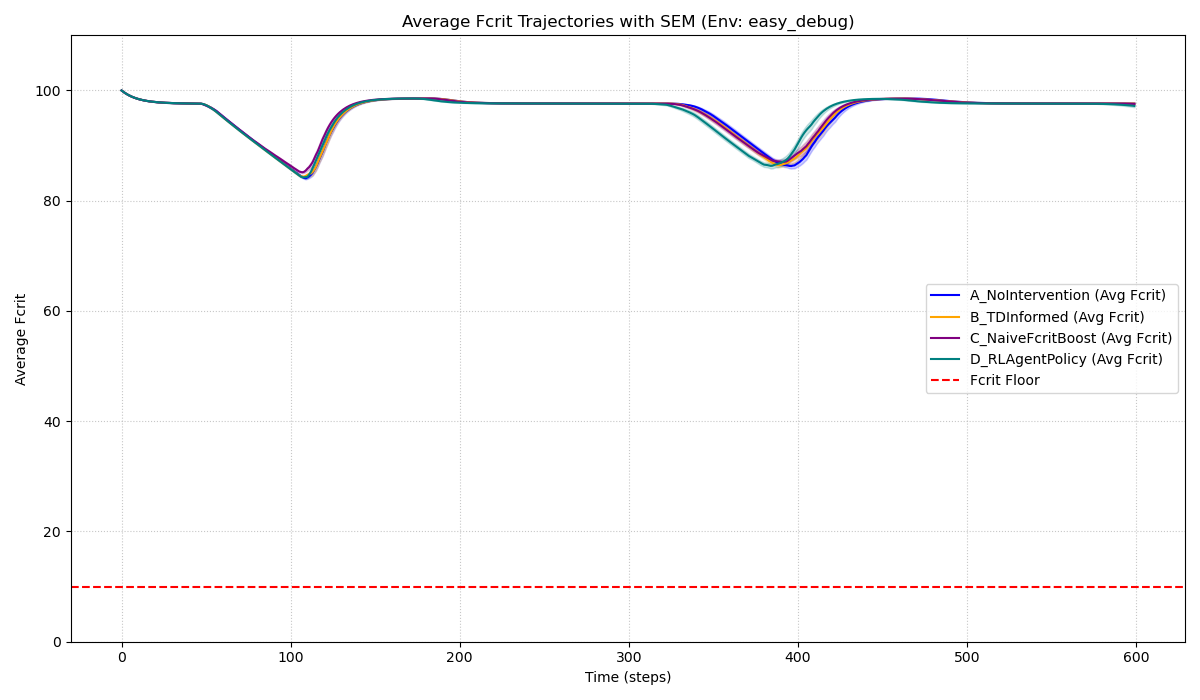 Average Fcrit Trajectories with SEM (Env: easy_debug)
100
80
60
40
20
0
Average Fcrit
A_NoIntervention (Avg Fcrit)
B_TDInformed (Avg Fcrit)
C_NaiveFcritBoost (Avg Fcrit)
D_RLAgentPolicy (Avg Fcrit)
Fcrit Floor
0 100 200 300 400 500 600
Time (steps)